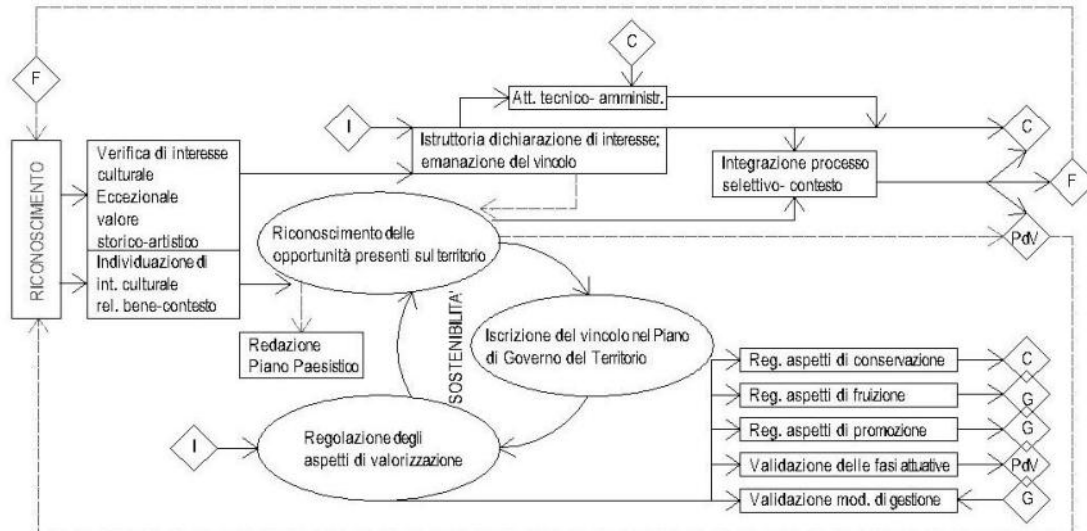 C
F
Att. tecnico- amministr.
I
C
Istruttoria dichiarazione di interesse;
emanazione del vincolo
Verifica di interesse
culturale
Eccezionale
valore
storico-artistico
Integrazione processo
selettivo- contesto
F
RICONOSCIMENTO
Riconoscimento delle
opportunità presenti sul territorio
PdV
Individuazione di
int. culturale
rel. bene-contesto
SOSTENIBILITA'
Iscrizione del vincolo nel Piano
di Governo del Territorio
Redazione
Piano Paesistico
Reg. aspetti di conservazione
C
Reg. aspetti di fruizione
G
Reg. aspetti di promozione
G
I
Regolazione degli
aspetti di valorizzazione
Validazione delle fasi attuative
PdV
Validazione mod. di gestione
G